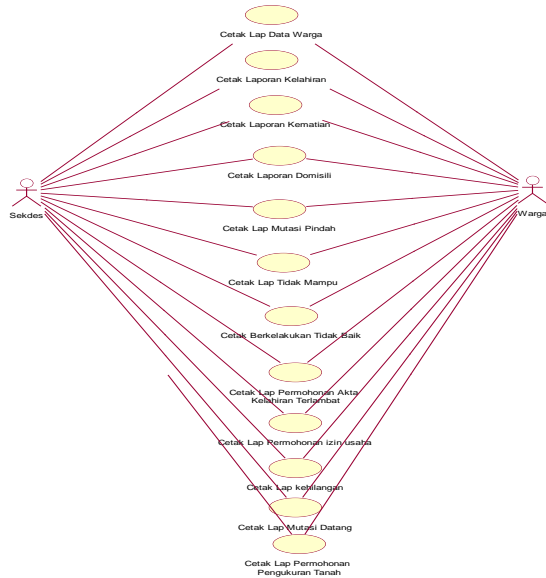 Cetak Lap Data Warga
Cetak Laporan Kelahiran
Cetak Laporan Kematian
Cetak Laporan Domisili
Sekdes
Warga
Cetak Lap Mutasi Pindah
Cetak Lap Tidak Mampu
Cetak Berkelakukan Tidak Baik
Cetak Lap Permohonan Akta
Kelahiran Terlambat
Cetak Lap Permohonan izin usaha
Cetak Lap kehilangan
Cetak Lap Mutasi Datang
Cetak Lap Permohonan
Pengukuran Tanah